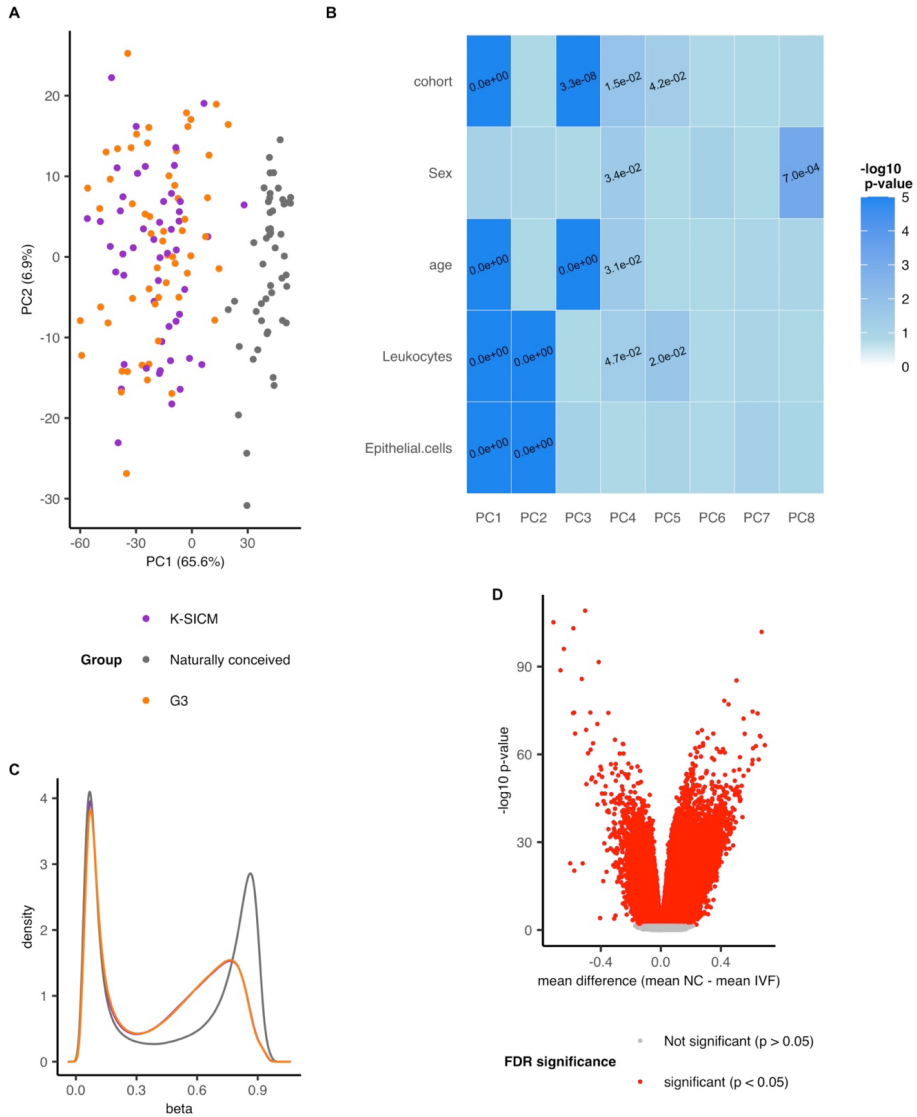 A
B
20
10
0
-10
-20
-30
PC2 (6.9%)
-60
-30
0
30
PC1 (65.6%)
cohort
0.0e+00
3.3e-08
1.5e-02
4.2e-02
Sex
3.4e-02
7.0e-04
age
0.0e+00
0.0e+00
3.1e-02
Leukocytes
0.0e+00
0.0e+00
4.7e-02
2.0e-02
Epithelial.cells
0.0e+00
0.0e+00
PC1
PC2
PC3
PC4
PC5
PC6
PC7
PC8
-log10
p-value
5
4
3
2
1
0
Group
K-SICM
Naturally conceived
G3
C
4
3
2
1
0
density
0.0
0.3
0.6
0.9
beta
D
90
60
30
0
-log10 p-value
-0.4
0.0
0.4
mean difference (mean NC - mean IVF)
FDR significance
Not significant (p > 0.05)
significant (p < 0.05)